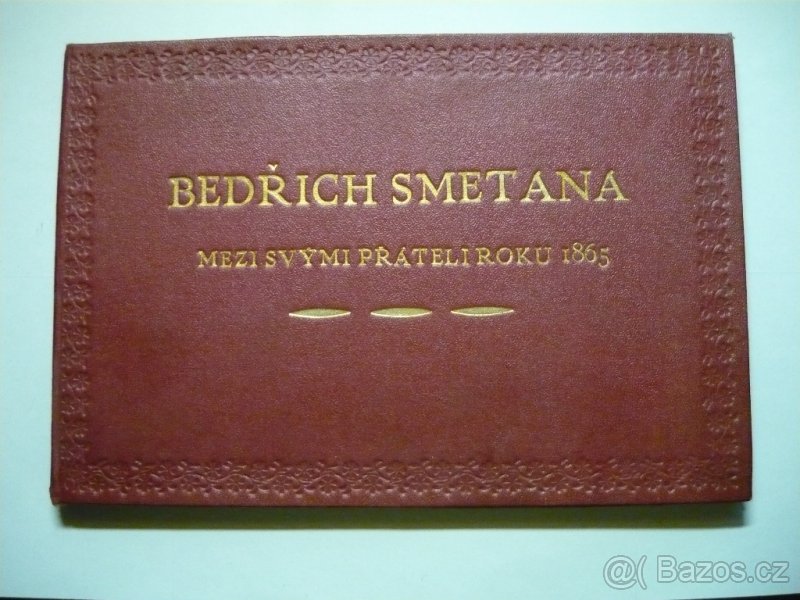 BEDŘICH SMETANA
MEZI SVÝMI PŘÁTELI ROKU 1865
@( Bazos.cz